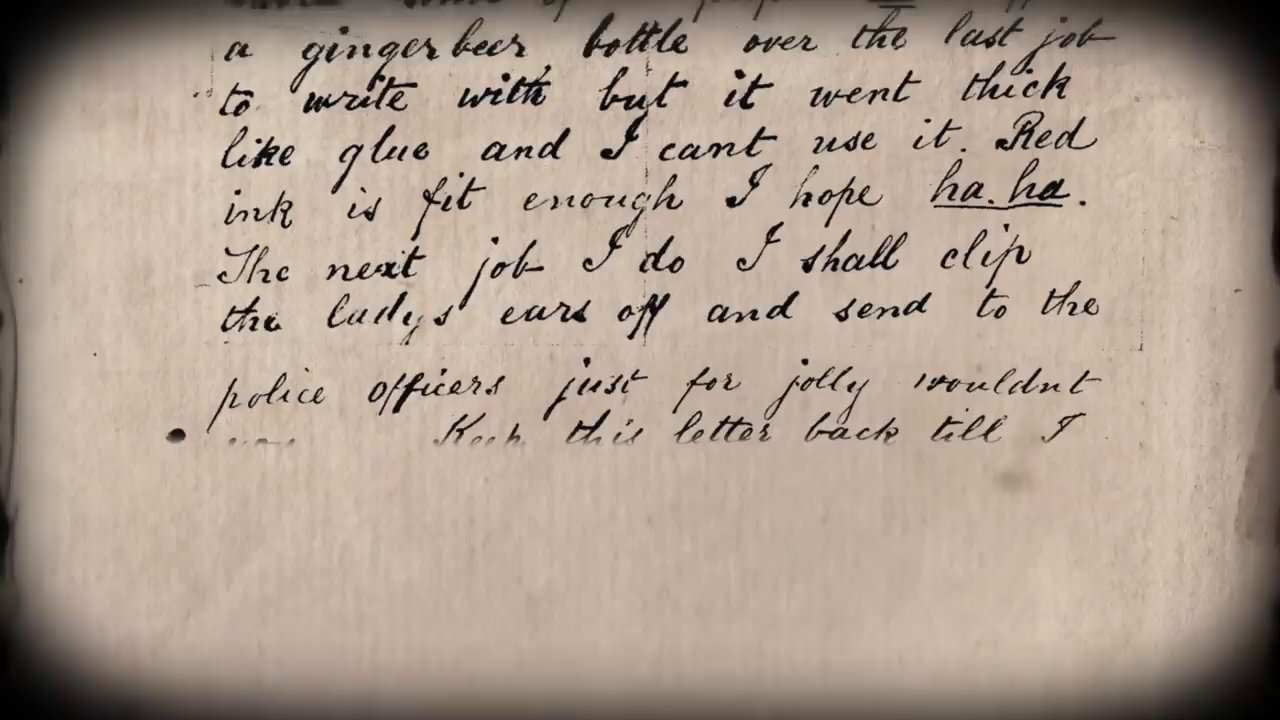 a ginger beer bottle over the last job
to write with but it went thick
like glue and I cant use it. Red
ink is fit enough I hope ha. ha.
The next job I do I shall clip
the ladys ears off and send to the
police officers just for jolly wouldnt
Keep this letter back till I